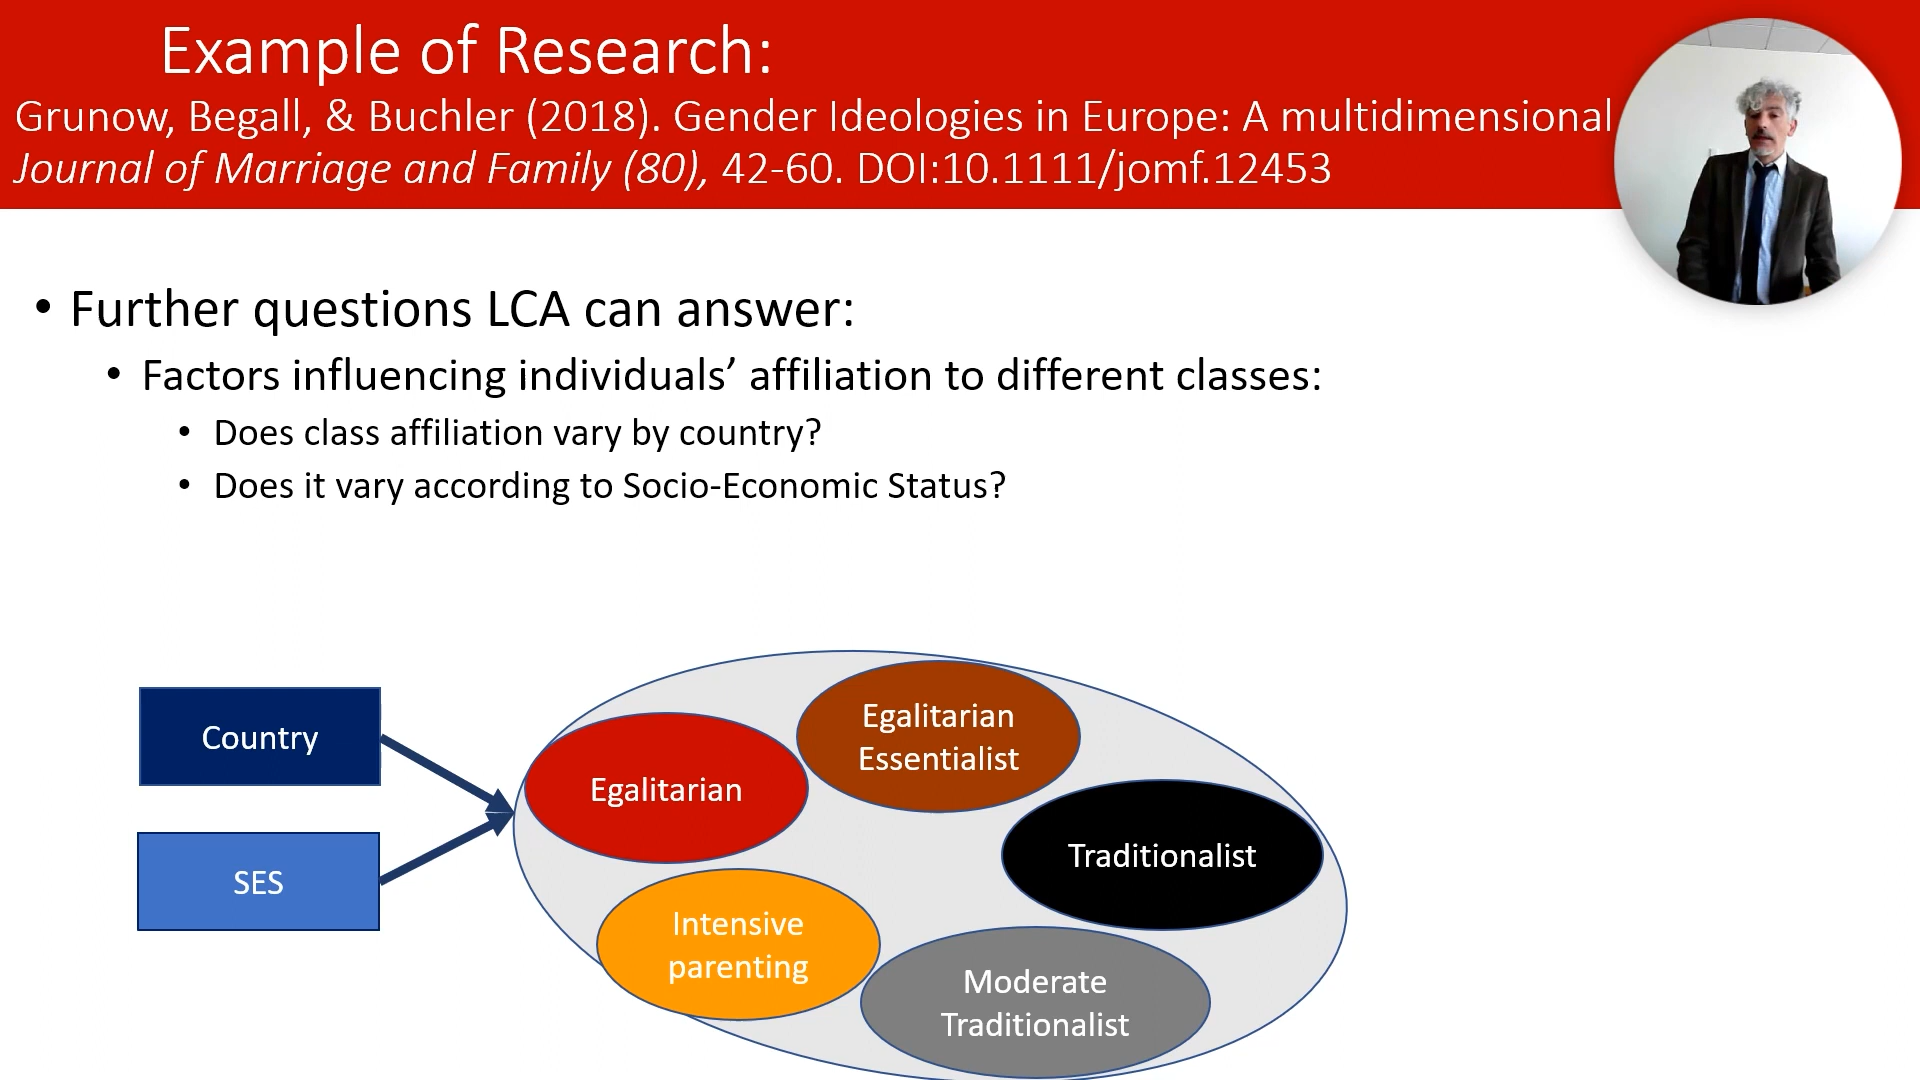 Example of Research:
Grunow, Begall, & Buchler (2018). Gender Ideologies in Europe: A multidimensional
Journal of Marriage and Family (80), 42-60. DOI:10.1111/jomf.12453
• Further questions LCA can answer:
• Factors influencing individuals’ affiliation to different classes:
• Does class affiliation vary by country?
• Does it vary according to Socio-Economic Status?
Country
SES
Egalitarian
Egalitarian
Essentialist
Traditionalist
Intensive
parenting
Moderate
Traditionalist